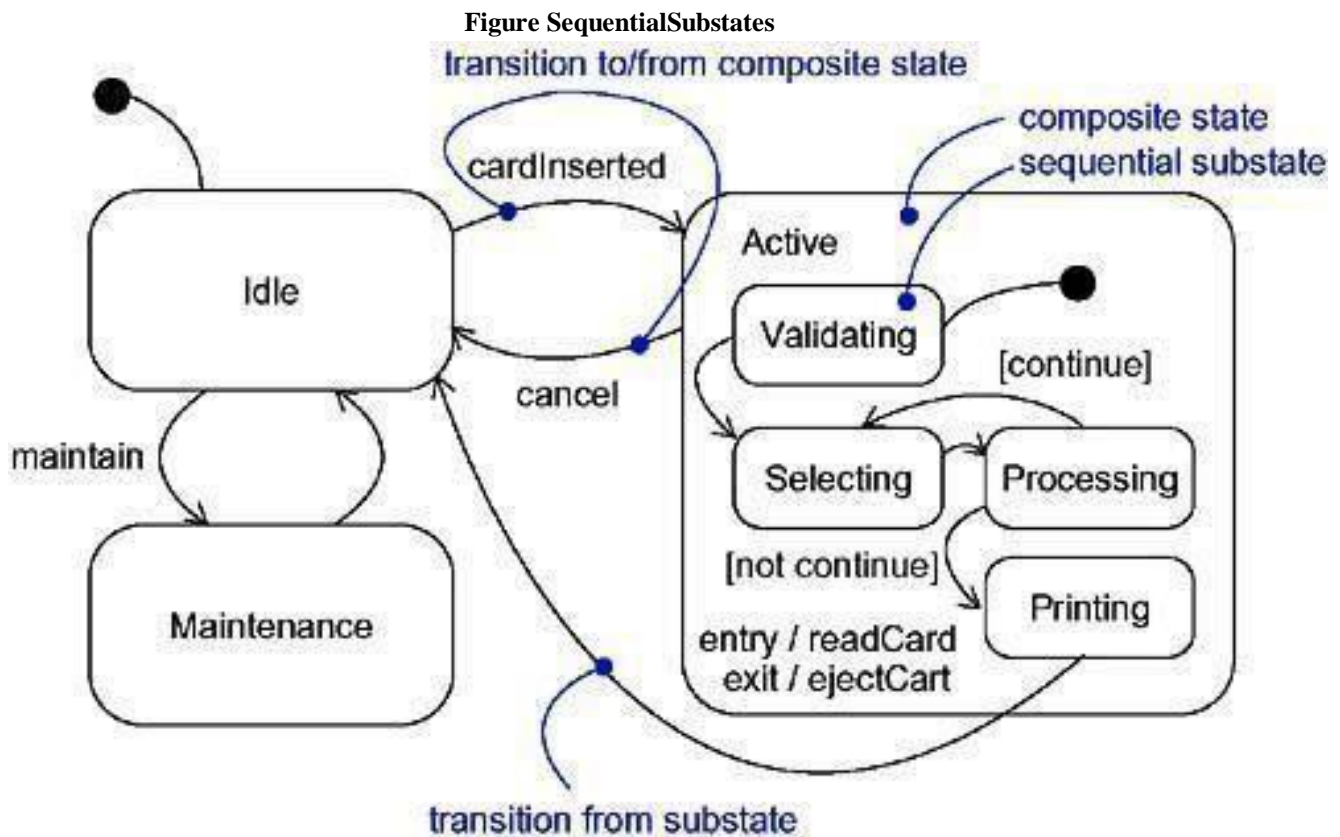 Figure SequentialSubstates
transition to/from composite state
composite state
sequential substate
cardInserted
Active
Idle
Validating
[continue]
cancel
maintain
Selecting
Processing
[not continue]
Printing
Maintenance
entry / readCard
exit / ejectCart
transition from substate